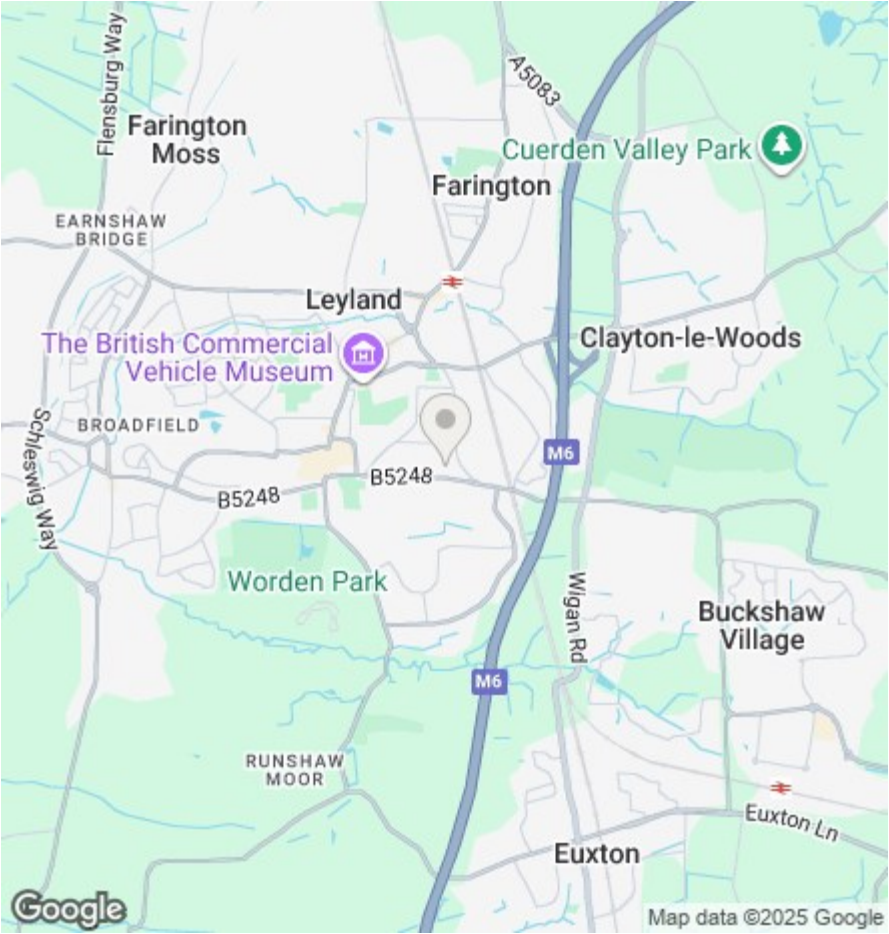 Flensburg Way
A5083
Farington
Moss
Cuerden Valley Park
Farington
EARNSHAW
BRIDGE
Leyland
The British Commercial
Vehicle Museum
Clayton-le-Woods
BROADFIELD
Schleswig Way
M6
B5248
B5248
Worden Park
Wigan Rd
Buckshaw
Village
M6
RUNSHAW
MOOR
Euxton Ln
Euxton
Google
Map data ©2025 Google